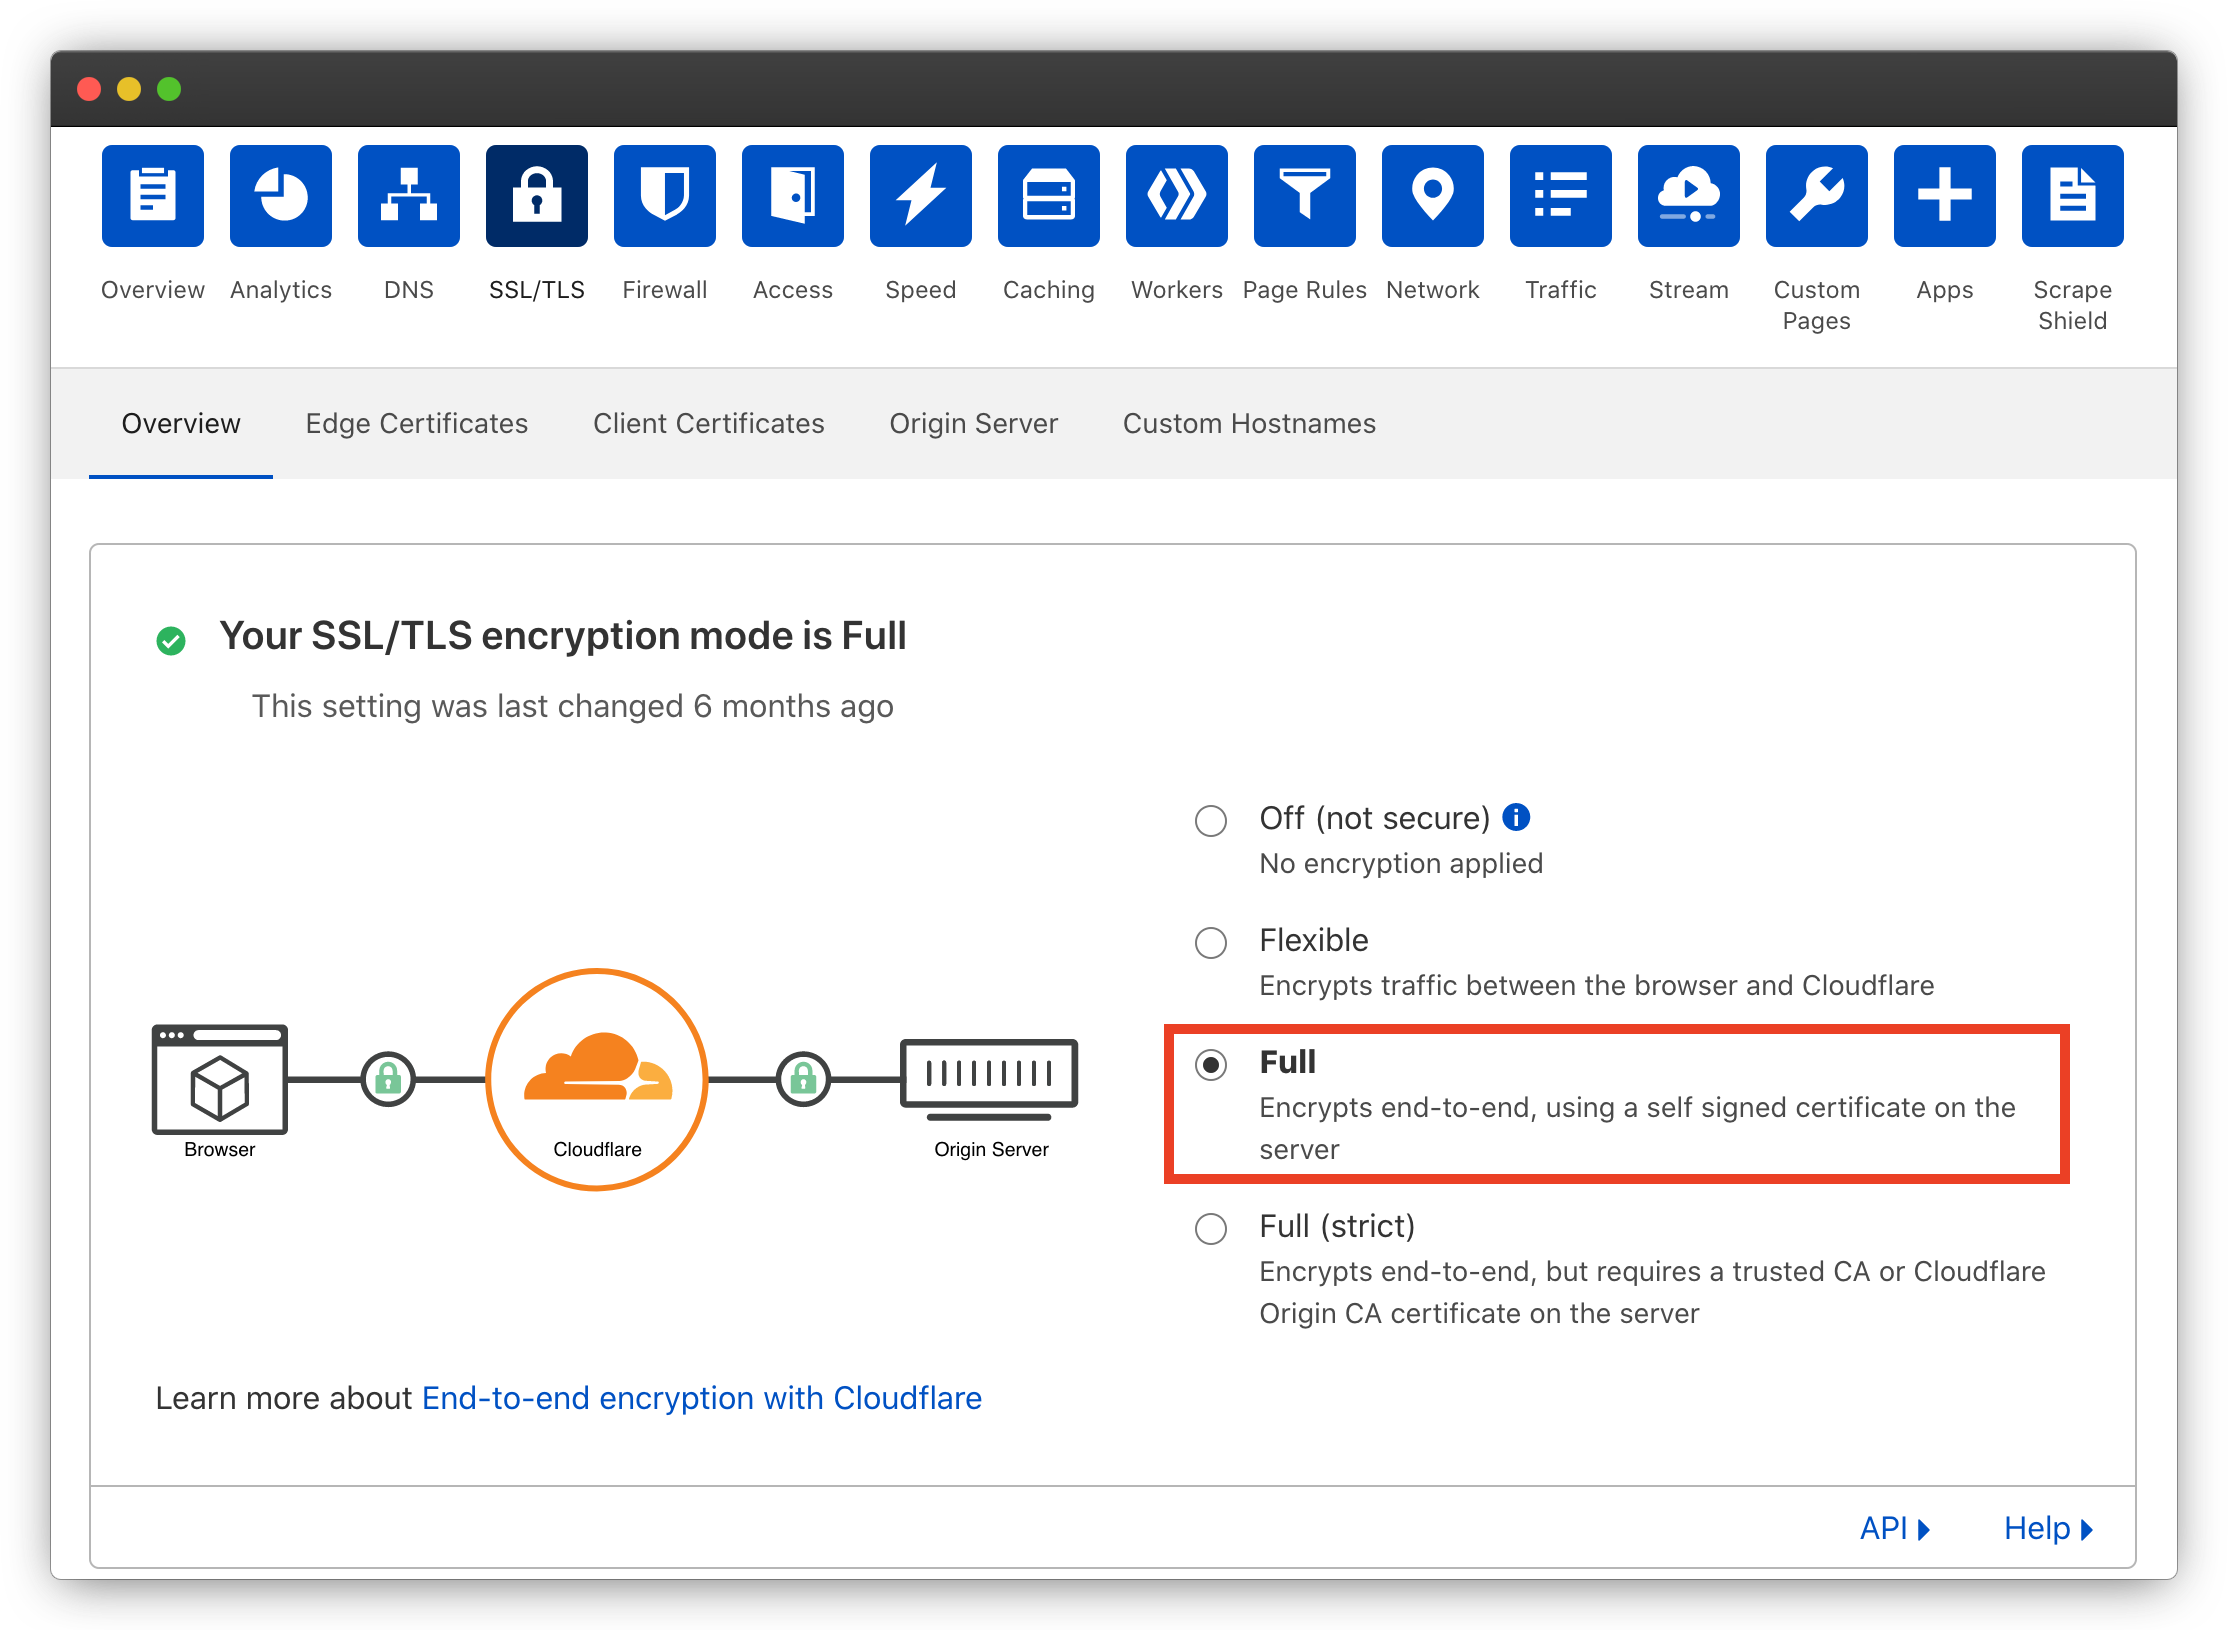 Overview Analytics DNS SSL/TLS Firewall Access Speed Caching Workers Page Rules Network Traffic Stream Custom Pages Apps Scrape Shield
Overview Edge Certificates Client Certificates Origin Server Custom Hostnames
Your SSL/TLS encryption mode is Full
This setting was last changed 6 months ago
Browser Cloudflare Origin Server
Off (not secure)
No encryption applied
Flexible
Encrypts traffic between the browser and Cloudflare
Full
Encrypts end-to-end, using a self signed certificate on the
server
Full (strict)
Encrypts end-to-end, but requires a trusted CA or Cloudflare
Origin CA certificate on the server
Learn more about End-to-end encryption with Cloudflare
API Help